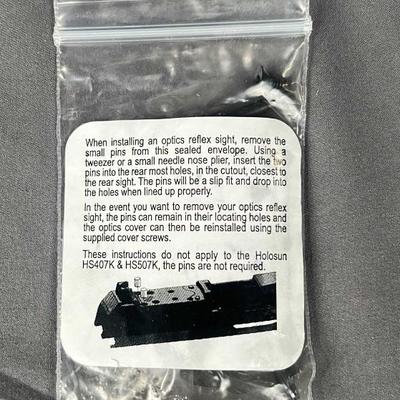 When installing an optics reflex sight, remove the
small pins from this sealed envelope. Using a
tweezer or a small needle nose plier, insert the two
pins into the rear most holes, in the cutout, closest to
the rear sight. The pins will be a slip fit and drop into
the holes when lined up properly.
In the event you want to remove your optics reflex
sight, the pins can remain in their locating holes and
the optics cover can then be reinstalled using the
supplied cover screws.
These instructions do not apply to the Holosun
HS407K & HS507K, the pins are not required.